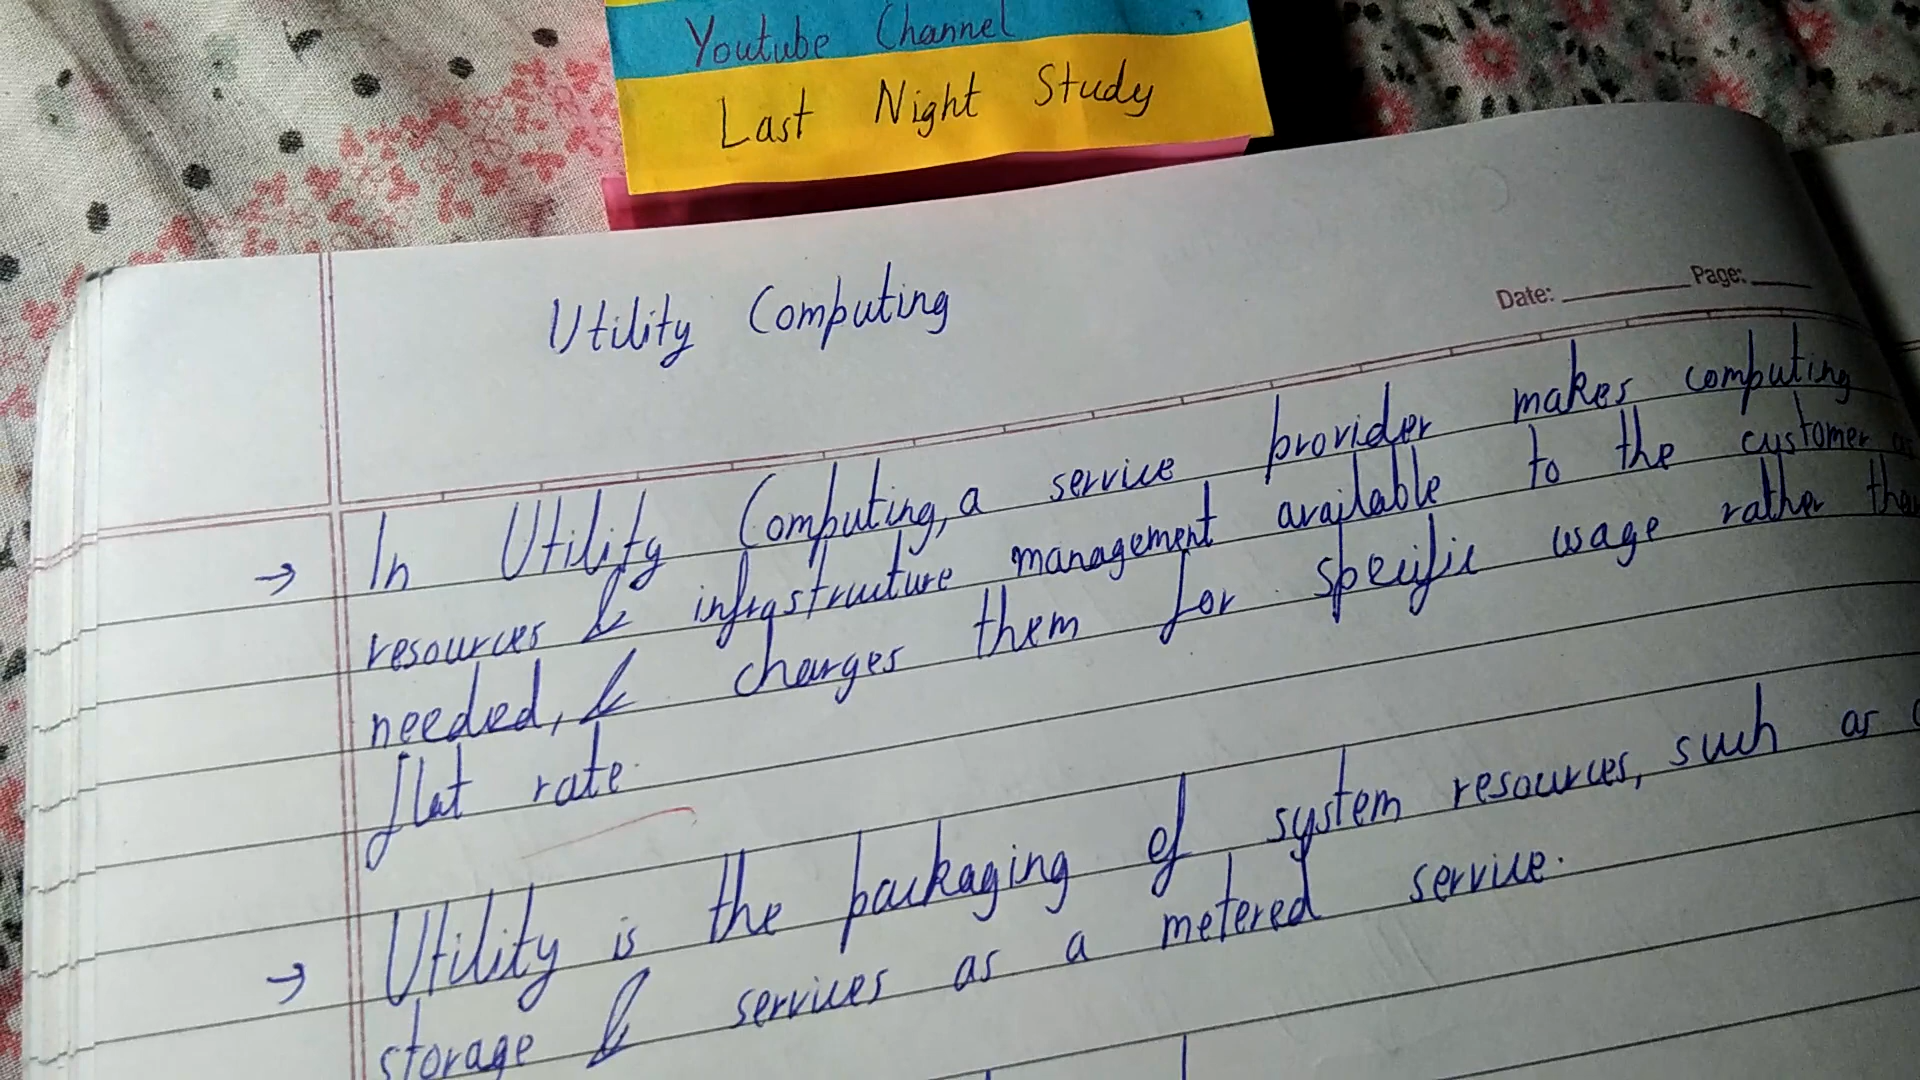 Youtube Channel
Last Night Study
Utility Computing
Date: Page:
→ In Utility Computing, a service provider makes computing
resources & infrastructure management available to the customer as
needed, & charges them for specific usage rather
flat rate.
→ Utility is the packaging of system resources, such as
storage & services as a metered service.